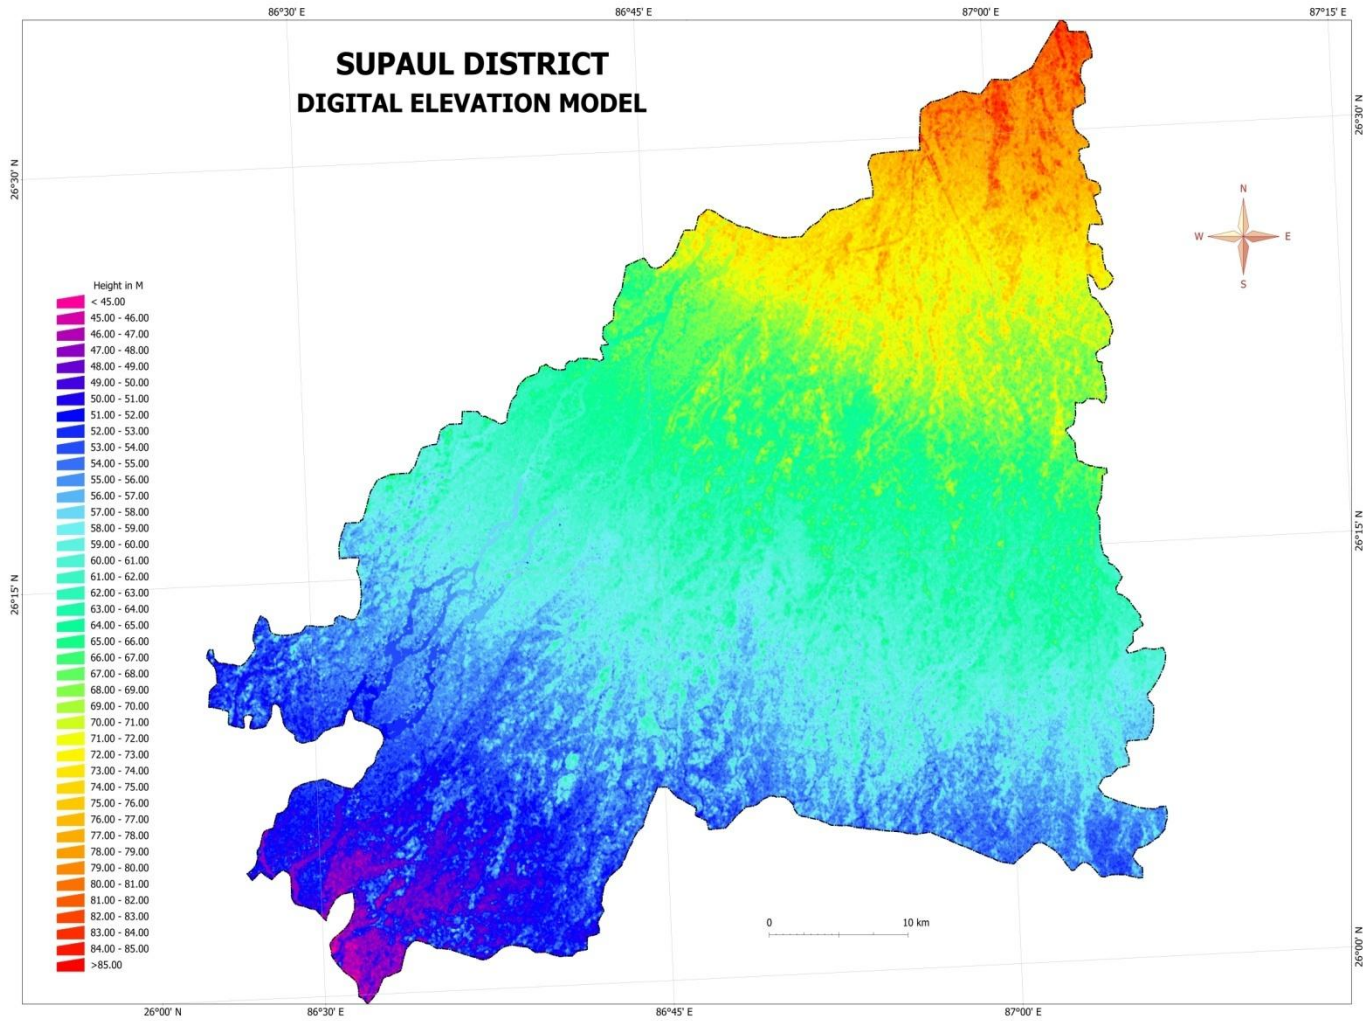 86°30' E
86°45' E
87°00' E
87°15' E
SUPAUL DISTRICT
DIGITAL ELEVATION MODEL
26°30' N
26°30' N
N
W
E
S
Height in M
< 45.00
45.00 - 46.00
46.00 - 47.00
47.00 - 48.00
48.00 - 49.00
49.00 - 50.00
50.00 - 51.00
51.00 - 52.00
52.00 - 53.00
53.00 - 54.00
54.00 - 55.00
55.00 - 56.00
56.00 - 57.00
57.00 - 58.00
58.00 - 59.00
59.00 - 60.00
60.00 - 61.00
61.00 - 62.00
62.00 - 63.00
63.00 - 64.00
64.00 - 65.00
65.00 - 66.00
66.00 - 67.00
67.00 - 68.00
68.00 - 69.00
69.00 - 70.00
70.00 - 71.00
71.00 - 72.00
72.00 - 73.00
73.00 - 74.00
74.00 - 75.00
75.00 - 76.00
76.00 - 77.00
77.00 - 78.00
78.00 - 79.00
79.00 - 80.00
80.00 - 81.00
81.00 - 82.00
82.00 - 83.00
83.00 - 84.00
84.00 - 85.00
>85.00
26°15' N
26°15' N
0
10 km
26°00' N
26°00' N
86°30' E
86°45' E
87°00' E